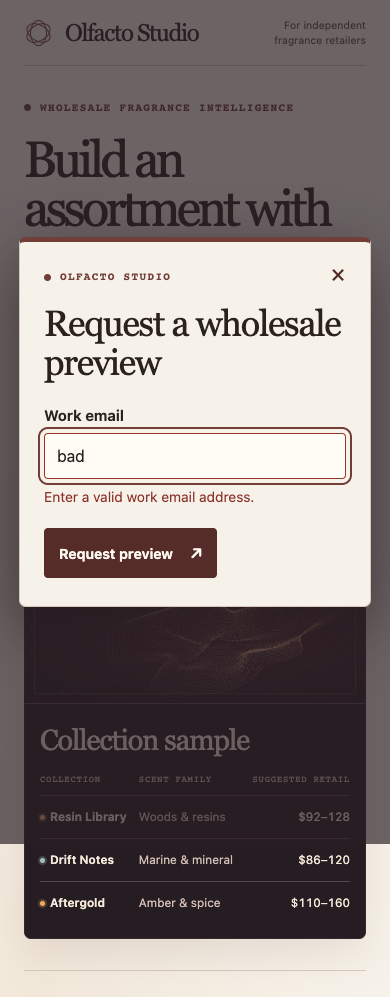 Olfacto Studio
For independent
fragrance retailers
WHOLESALE FRAGRANCE INTELLIGENCE
Build an
assortment with
OLFACTO STUDIO
×
Request a wholesale
preview
Work email
bad
Enter a valid work email address.
Request preview ↗
Collection sample
COLLECTION SCENT FAMILY SUGGESTED RETAIL
Resin Library Woods & resins $92–128
Drift Notes Marine & mineral $86–120
Aftergold Amber & spice $110–160